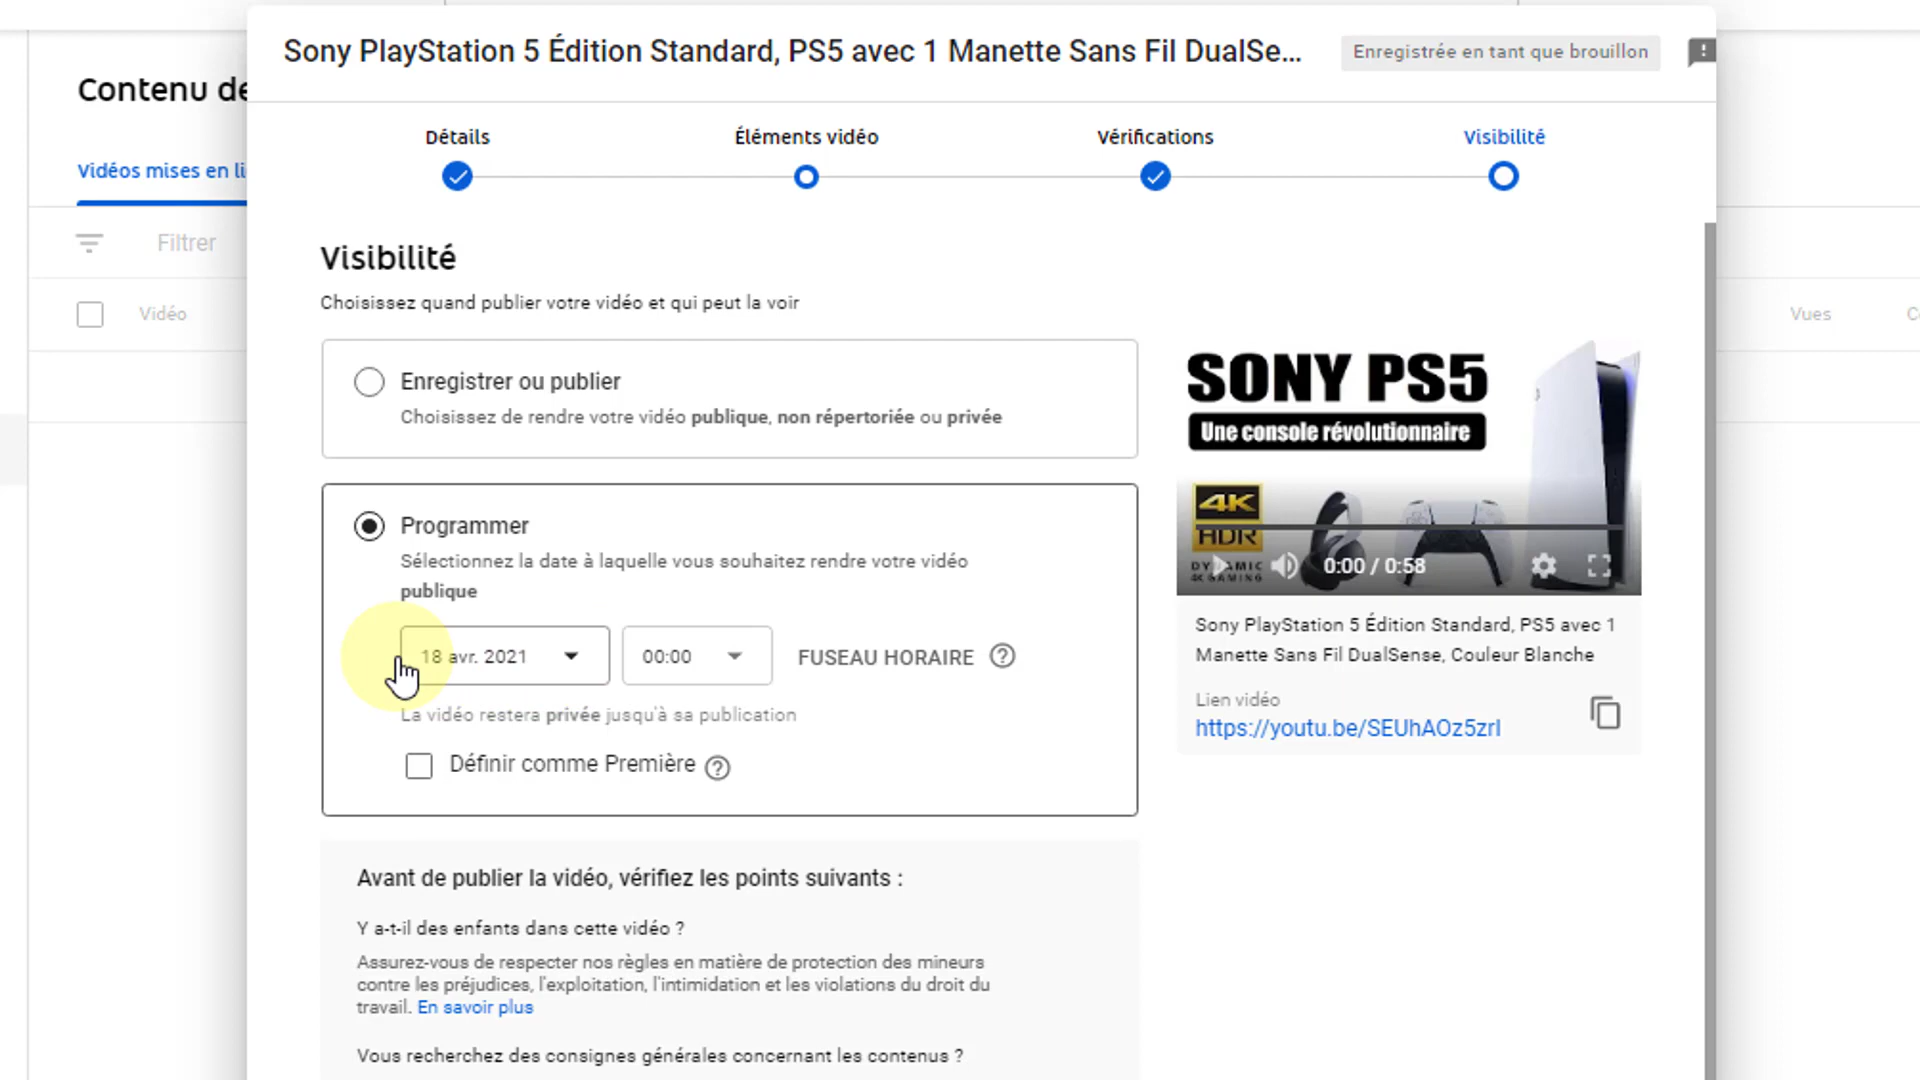 Sony PlayStation 5 Édition Standard, PS5 avec 1 Manette Sans Fil DualSe...
Enregistrée en tant que brouillon
Contenu de
Détails
Éléments vidéo
Vérifications
Visibilité
Vidéos mises en li
Filtrer
Vidéo
Vues
C
Visibilité
Choisissez quand publier votre vidéo et qui peut la voir
Enregistrer ou publier
Choisissez de rendre votre vidéo publique, non répertoriée ou privée
Programmer
Sélectionnez la date à laquelle vous souhaitez rendre votre vidéo
publique
18 avr. 2021
00:00
FUSEAU HORAIRE
La vidéo restera privée jusqu'à sa publication
Définir comme Première
SONY PS5
Une console révolutionnaire
4K
HDR
DYNAMIC
4K GAMING
0:00 / 0:58
Sony PlayStation 5 Édition Standard, PS5 avec 1
Manette Sans Fil DualSense, Couleur Blanche
Lien vidéo
https://youtu.be/SEUhAOz5zrI
Avant de publier la vidéo, vérifiez les points suivants :
Y a-t-il des enfants dans cette vidéo ?
Assurez-vous de respecter nos règles en matière de protection des mineurs
contre les préjudices, l'exploitation, l'intimidation et les violations du droit du
travail. En savoir plus
Vous recherchez des consignes générales concernant les contenus ?